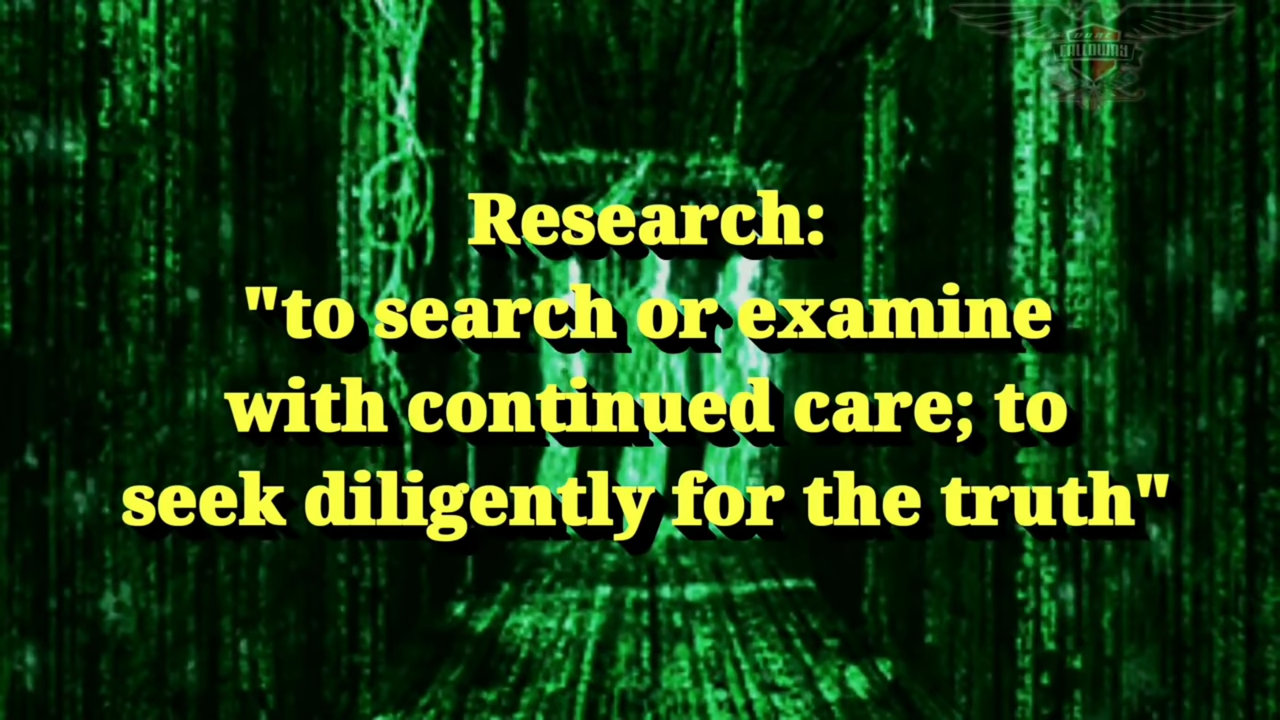 Research:
"to search or examine
with continued care; to
seek diligently for the truth"